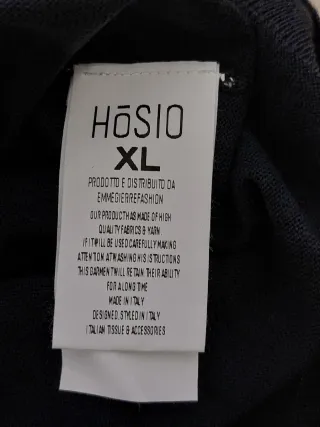 HōSIO
XL
PRODOTTO E DISTRIBUITO DA
EMMEGIERREFASHION
OUR PRODUCT HAS MADE OF HIGH
QUALITY FABRICS & YARN
IF IT WILL BE USED CAREFULLY MAKING
ATTENTION AT WASHING HIS ISTRUCTIONS
THIS GARMENT WILL RETAIN THEIR ABILITY
FOR A LONG TIME
MADE IN ITALY
DESIGNED, STYLED IN ITALY
ITALIAN TISSUE & ACCESSORIES